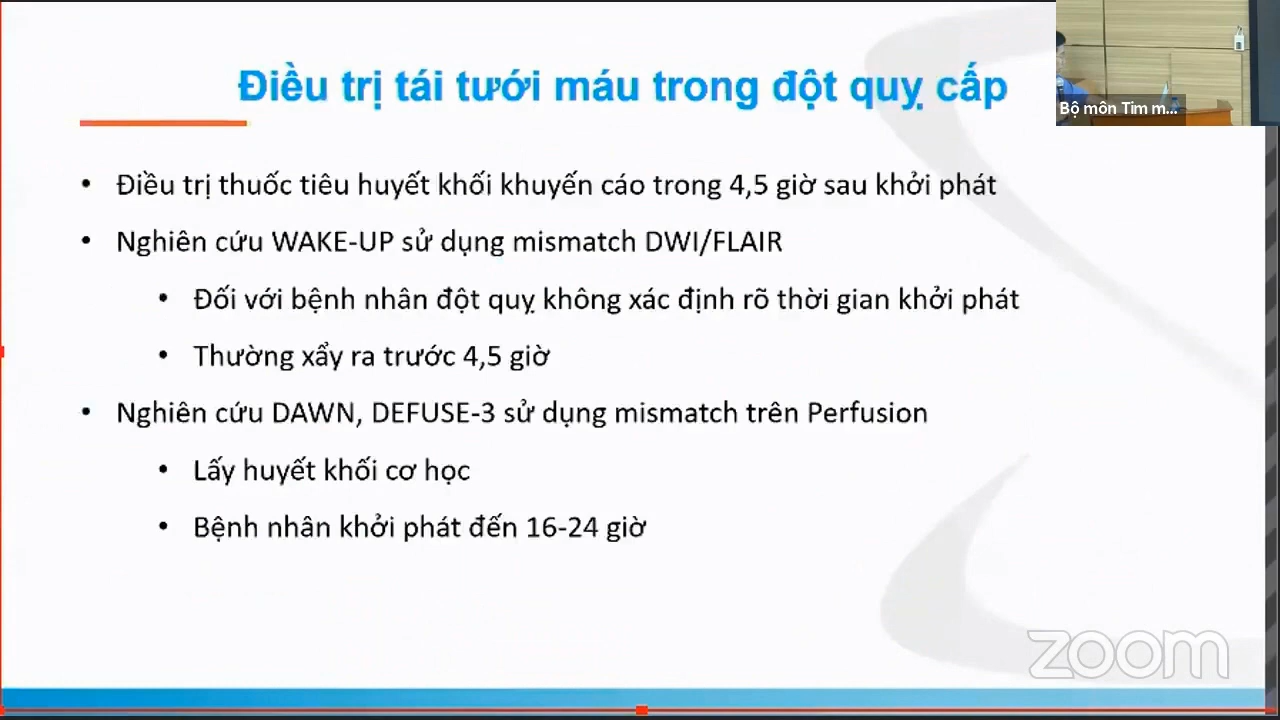 Điều trị tái tưới máu trong đột quỵ cấp
Bộ môn Tim m...
• Điều trị thuốc tiêu huyết khối khuyến cáo trong 4,5 giờ sau khởi phát
• Nghiên cứu WAKE-UP sử dụng mismatch DWI/FLAIR
• Đối với bệnh nhân đột quỵ không xác định rõ thời gian khởi phát
• Thường xẩy ra trước 4,5 giờ
• Nghiên cứu DAWN, DEFUSE-3 sử dụng mismatch trên Perfusion
• Lấy huyết khối cơ học
• Bệnh nhân khởi phát đến 16-24 giờ
zoom